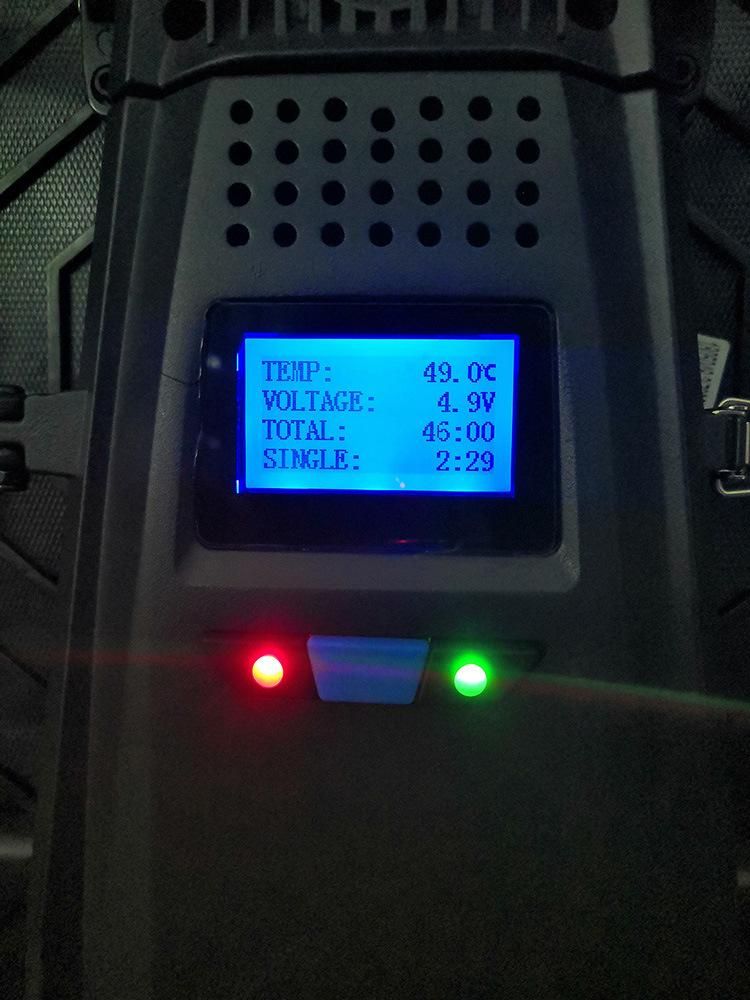 TEMP: 49.0℃
VOLTAGE: 4.9V
TOTAL: 46:00
SINGLE: 2:29